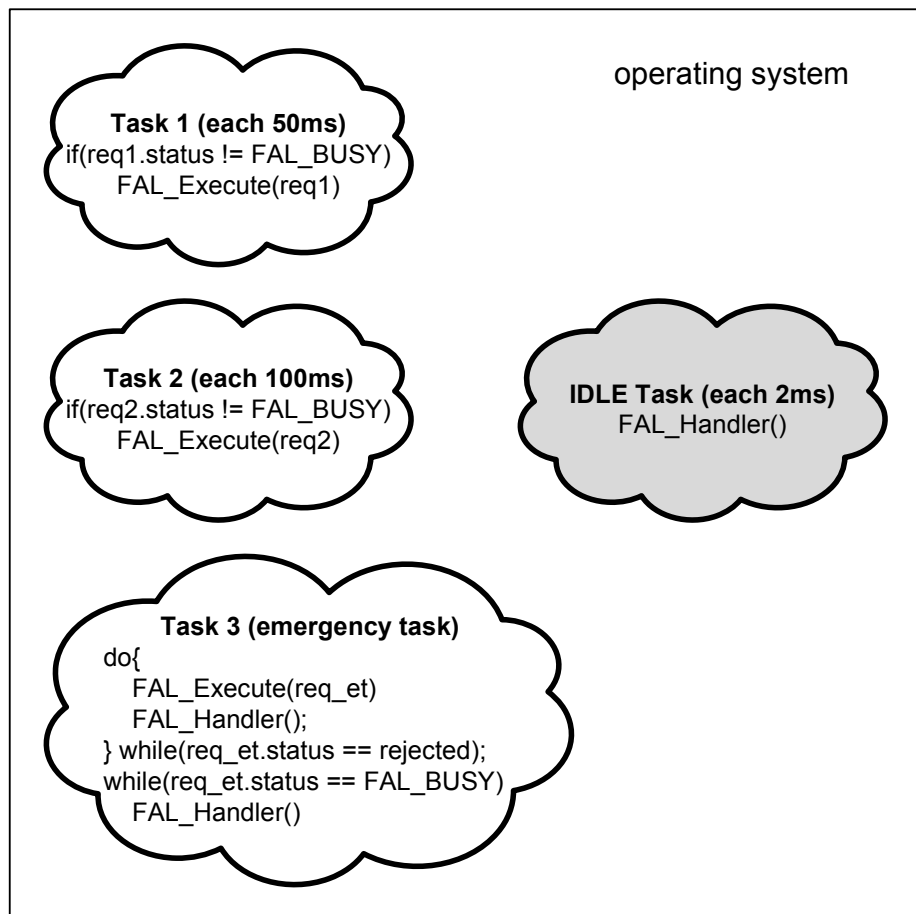 operating system
Task 1 (each 50ms)
if(req1.status != FAL_BUSY)
FAL_Execute(req1)
Task 2 (each 100ms)
if(req2.status != FAL_BUSY)
FAL_Execute(req2)
IDLE Task (each 2ms)
FAL_Handler()
Task 3 (emergency task)
do{
FAL_Execute(req_et)
FAL_Handler();
} while(req_et.status == rejected);
while(req_et.status == FAL_BUSY)
FAL_Handler()